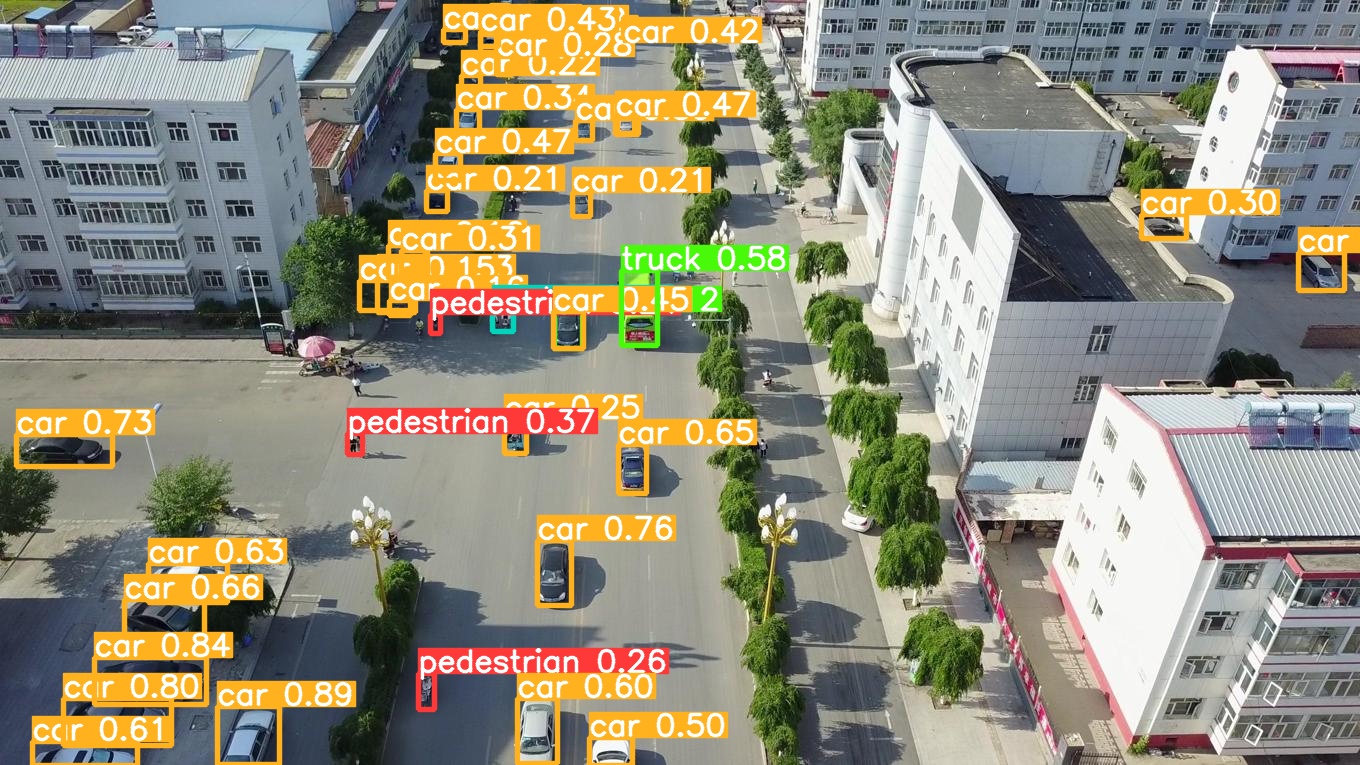 car 0.43
car 0.42
car 0.28
car 0.22
car 0.34
car 0.47
car 0.47
car 0.21
car 0.21
car 0.30
car 0.31
car
truck 0.58
pedestri
car 0.45
2
car 0.73
pedestrian 0.37
0.25
car 0.65
car 0.76
car 0.63
car 0.66
car 0.84
car 0.80
car 0.89
pedestrian 0.26
car 0.60
car 0.61
car 0.50